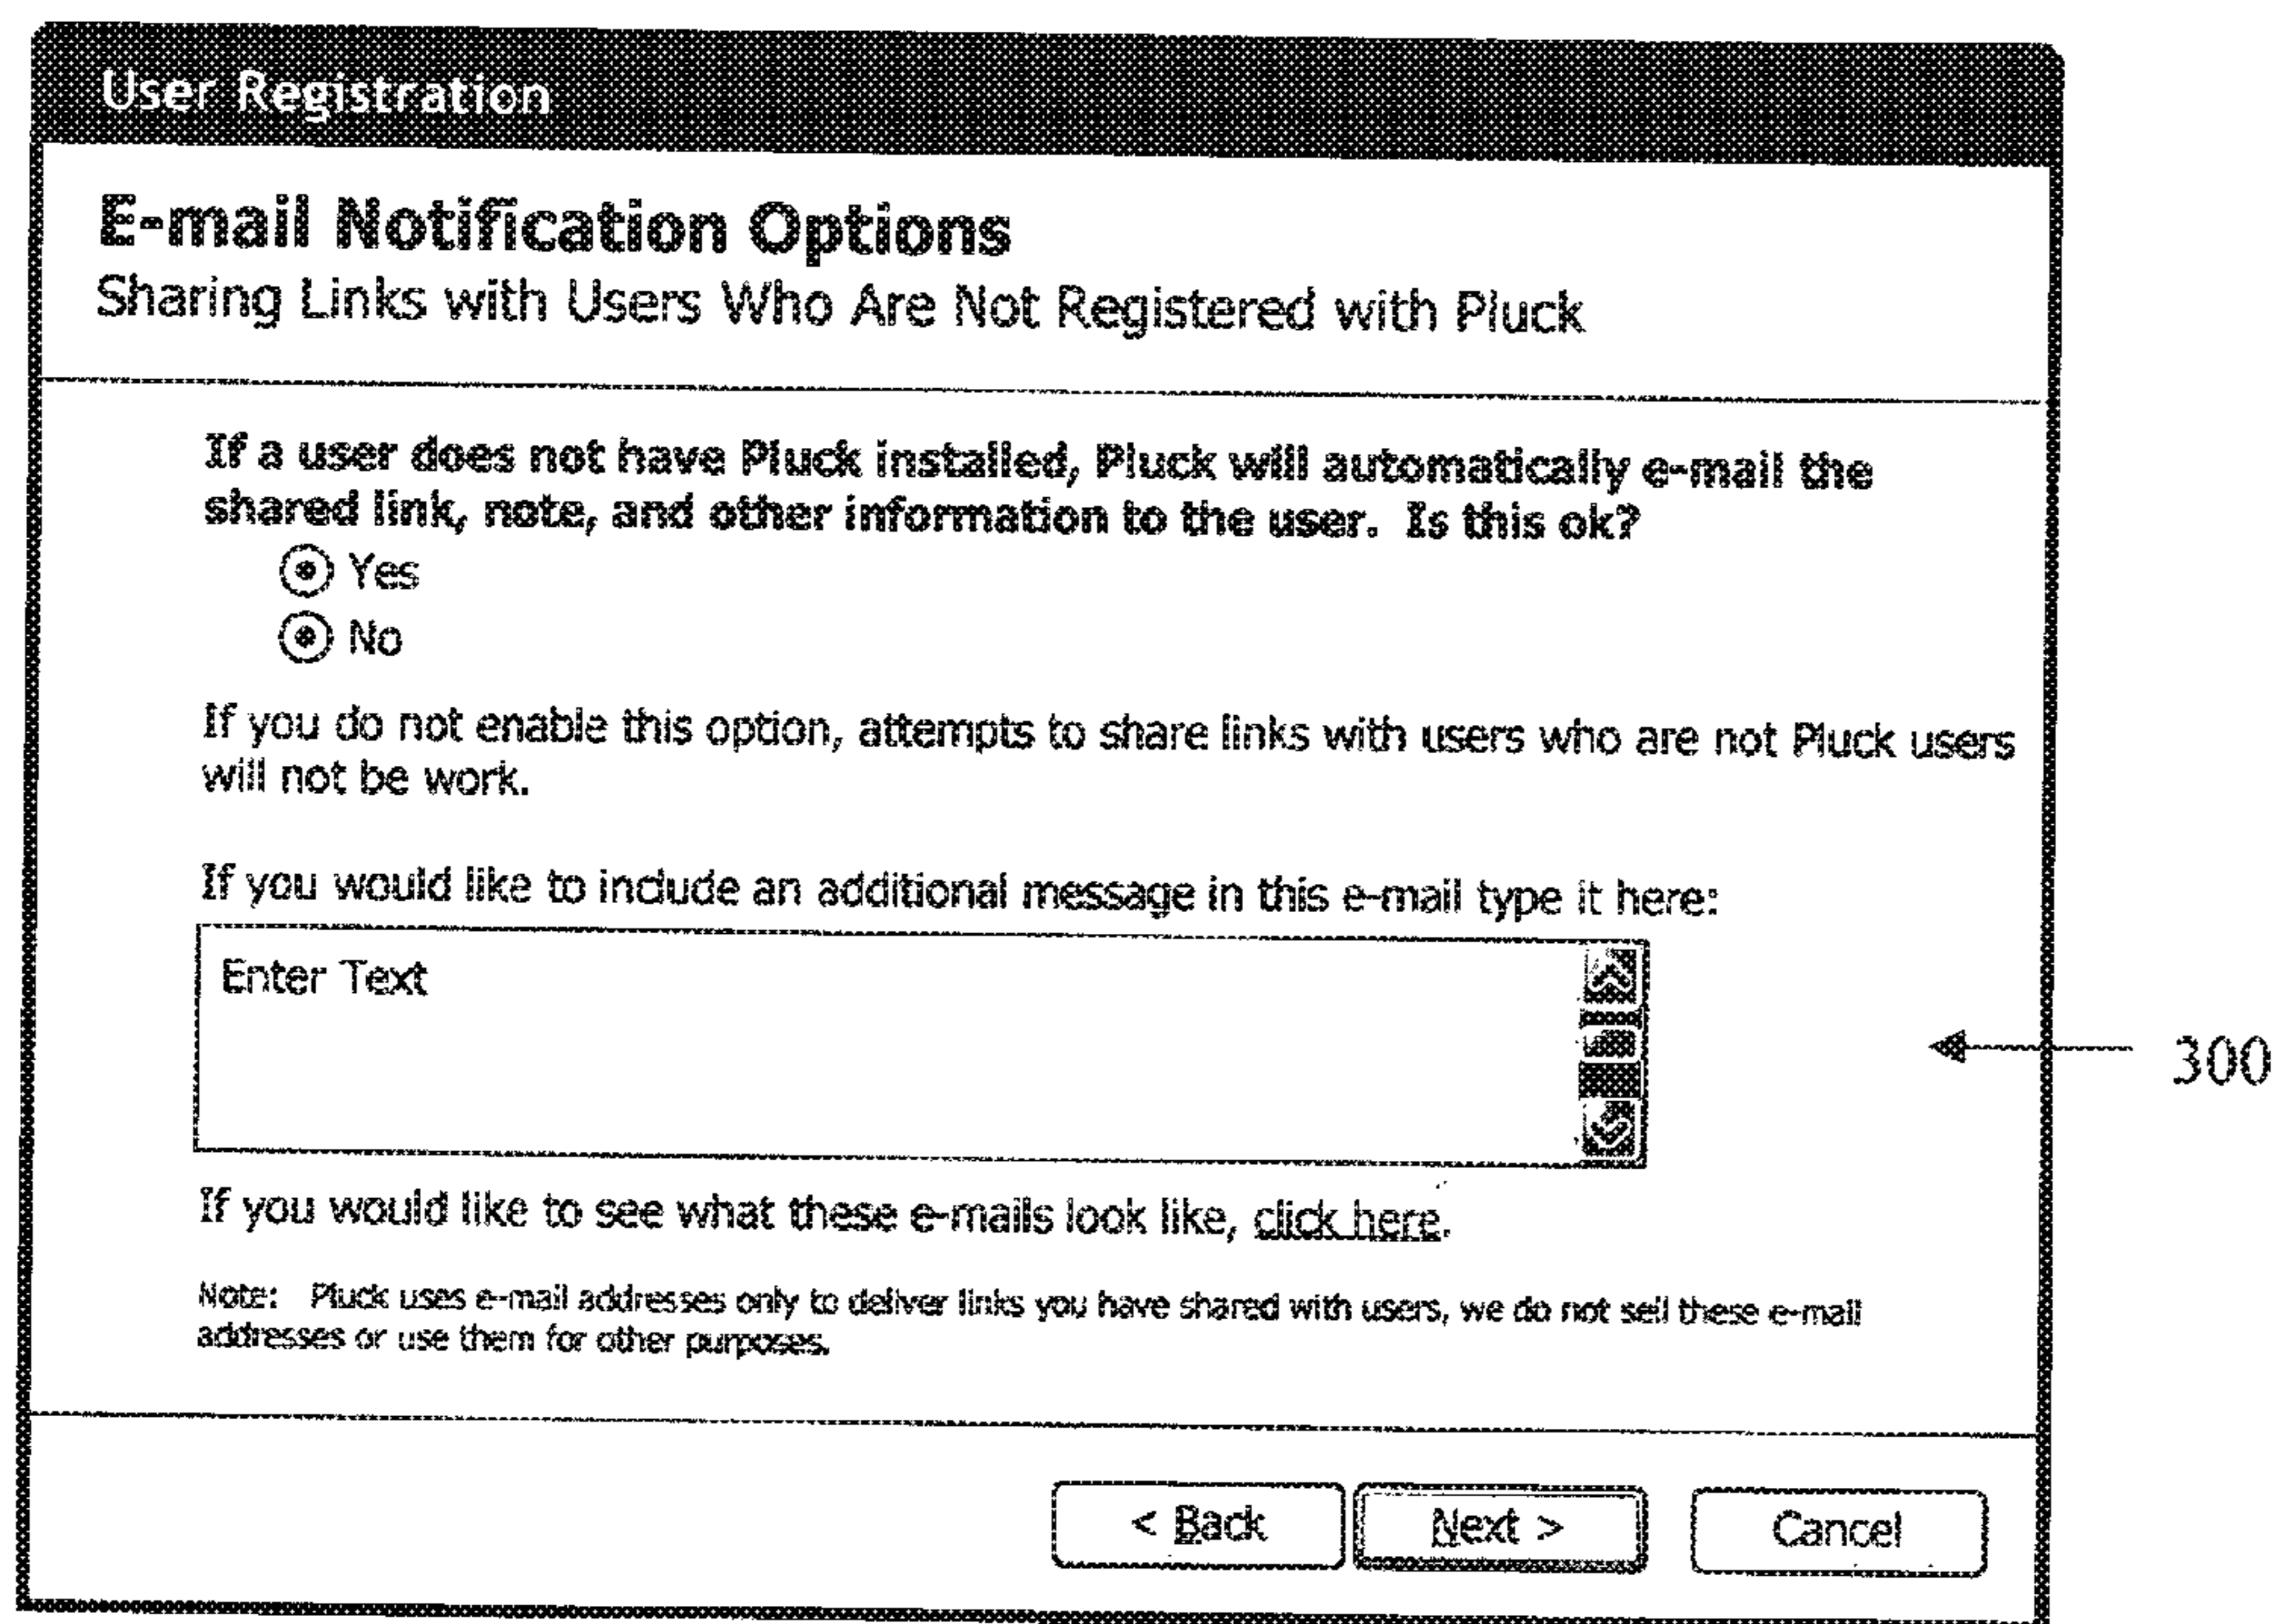 User Registration
E-mail Notification Options
Sharing Links with Users Who Are Not Registered with Pluck
If a user does not have Pluck installed, Pluck will automatically e-mail the
shared link, note, and other information to the user. Is this ok?
Yes
No
If you do not enable this option, attempts to share links with users who are not Pluck users
will not be work.
If you would like to include an additional message in this e-mail type it here:
Enter Text
300
If you would like to see what these e-mails look like, click here.
Note: Pluck uses e-mail addresses only to deliver links you have shared with users, we do not sell these e-mail
addresses or use them for other purposes.
< Back
Next >
Cancel